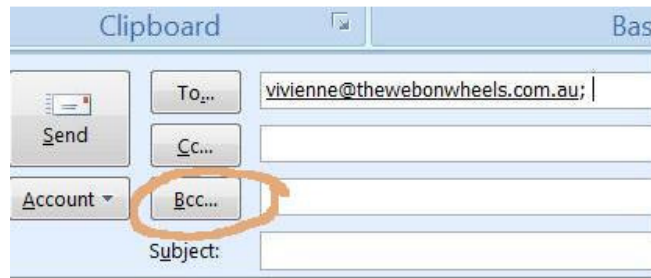 Clipboard Bas
To... vivienne@thewebonwheels.com.au;
Send
Cc...
Account Bcc...
Subject: